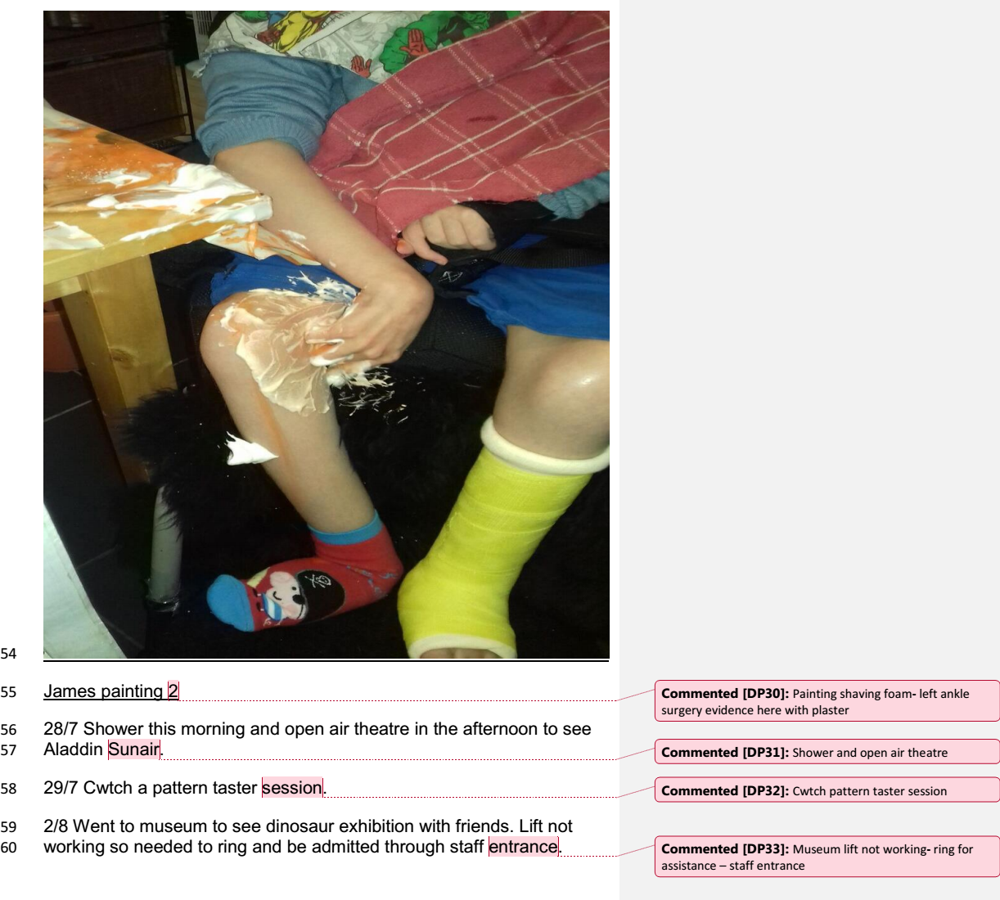 54
55 James painting 2
Commented [DP30]: Painting shaving foam- left ankle
surgery evidence here with plaster
56 28/7 Shower this morning and open air theatre in the afternoon to see
57 Aladdin Sunair.
Commented [DP31]: Shower and open air theatre
58 29/7 Cwtch a pattern taster session.
Commented [DP32]: Cwtch pattern taster session
59 2/8 Went to museum to see dinosaur exhibition with friends. Lift not
60 working so needed to ring and be admitted through staff entrance.
Commented [DP33]: Museum lift not working- ring for
assistance – staff entrance